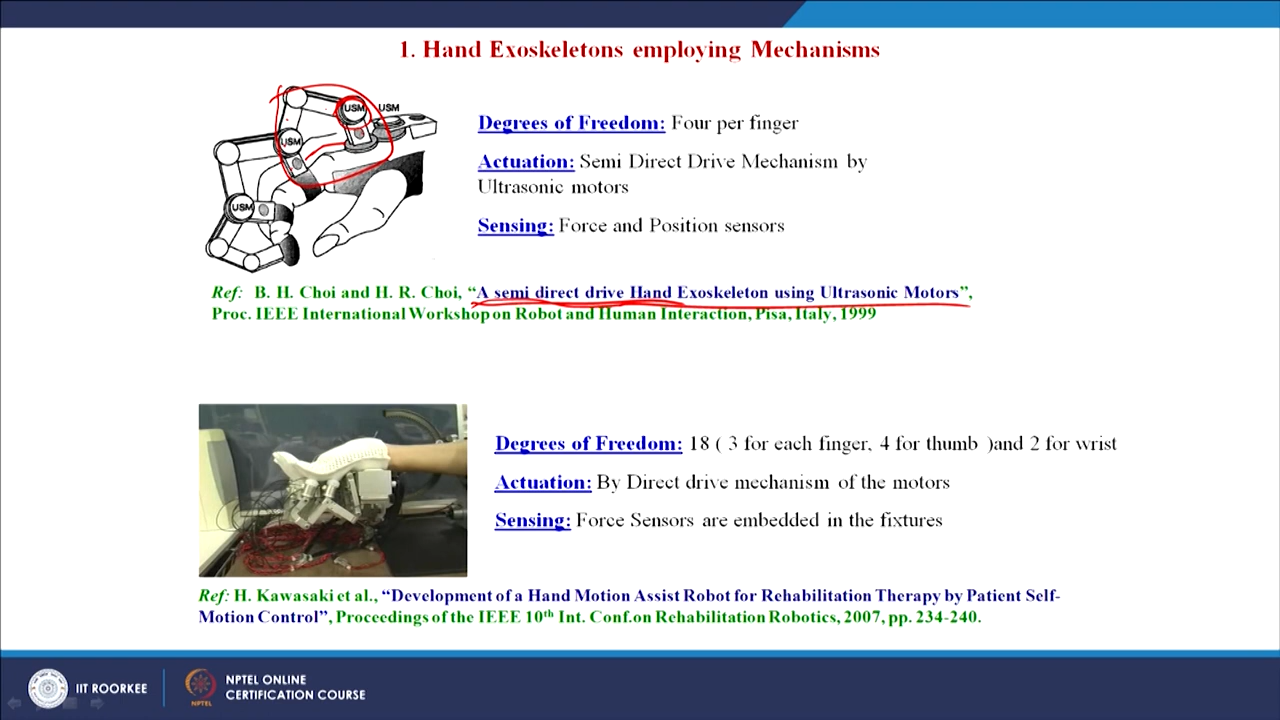 1. Hand Exoskeletons employing Mechanisms
USM
USM
USM
USM
Degrees of Freedom: Four per finger
Actuation: Semi Direct Drive Mechanism by
Ultrasonic motors
Sensing: Force and Position sensors
Ref: B. H. Choi and H. R. Choi, “A semi direct drive Hand Exoskeleton using Ultrasonic Motors”,
Proc. IEEE International Workshop on Robot and Human Interaction, Pisa, Italy, 1999
Degrees of Freedom: 18 ( 3 for each finger, 4 for thumb )and 2 for wrist
Actuation: By Direct drive mechanism of the motors
Sensing: Force Sensors are embedded in the fixtures
Ref: H. Kawasaki et al., “Development of a Hand Motion Assist Robot for Rehabilitation Therapy by Patient Self-
Motion Control”, Proceedings of the IEEE 10th Int. Conf.on Rehabilitation Robotics, 2007, pp. 234-240.
IIT ROORKEE
NPTEL
NPTEL ONLINE
CERTIFICATION COURSE